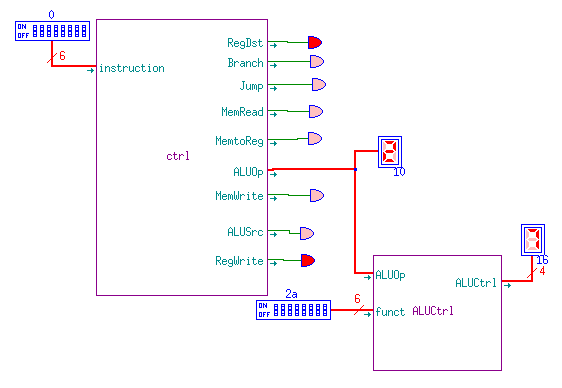 0
ON
OFF
6
instruction
ctrl
RegDst
Branch
Jump
MemRead
MemtoReg
ALUOp
MemWrite
ALUSrc
RegWrite
2
10
7
16
4
2a
ON
OFF
6
ALUOp
ALUCtrl
funct
ALUCtrl